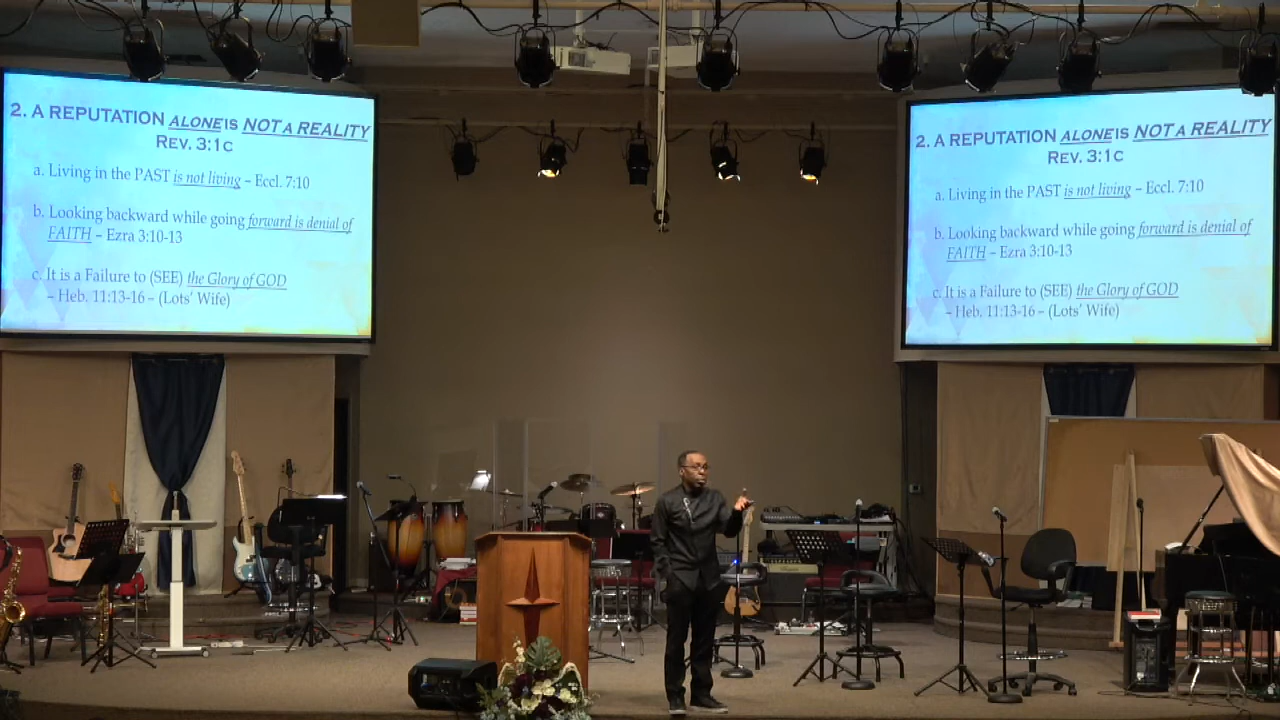 2. A REPUTATION ALONE IS NOT A REALITY
REV. 3:1C
a. Living in the PAST is not living – Eccl. 7:10
b. Looking backward while going forward is denial of
FAITH – Ezra 3:10-13
c. It is a Failure to (SEE) the Glory of GOD
– Heb. 11:13-16 – (Lots' Wife)
2. A REPUTATION ALONE IS NOT A REALITY
REV. 3:1C
a. Living in the PAST is not living – Eccl. 7:10
b. Looking backward while going forward is denial of
FAITH – Ezra 3:10-13
c. It is a Failure to (SEE) the Glory of GOD
– Heb. 11:13-16 – (Lots' Wife)